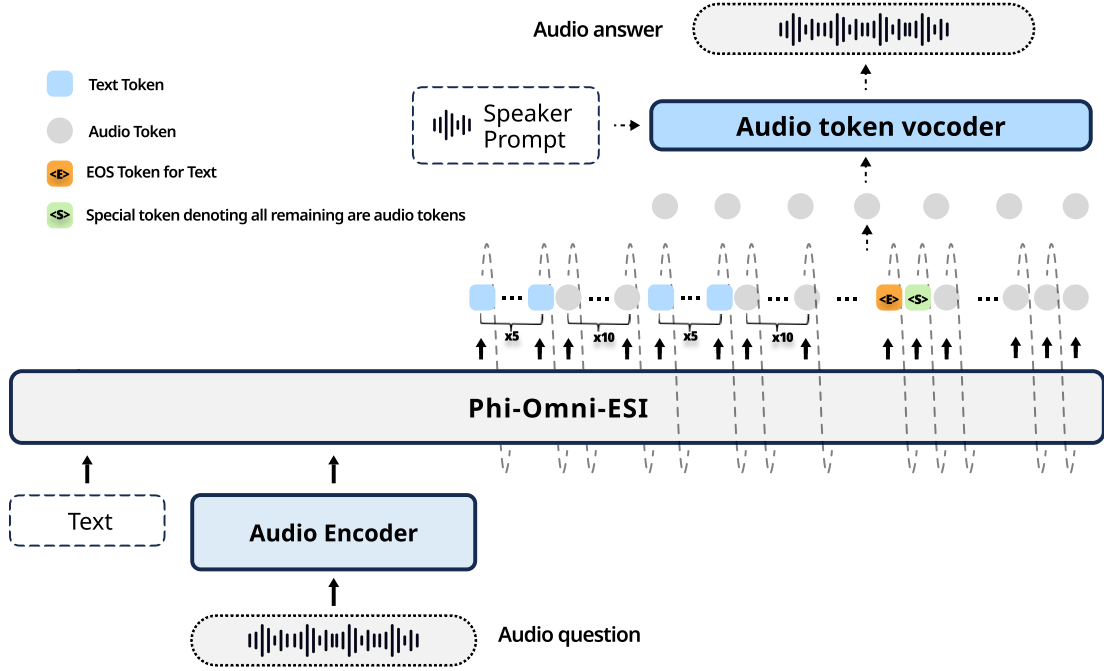 Audio answer
Text Token
Audio Token
<E> EOS Token for Text
<S> Special token denoting all remaining are audio tokens
Speaker
Prompt
Audio token vocoder
<E> <S>
x5 x10 x5 x10
Phi-Omni-ESI
Text
Audio Encoder
Audio question